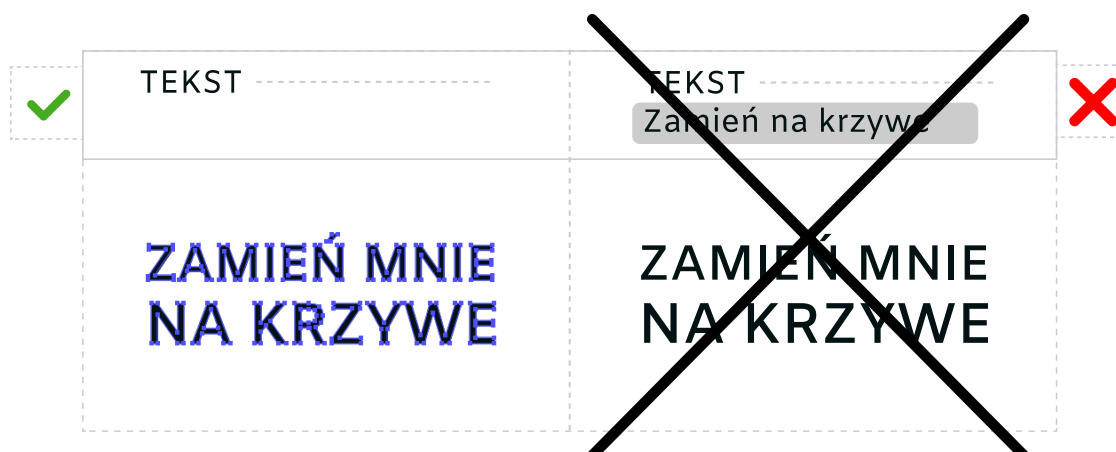 TEKST
ZAMIEŃ MNIE
NA KRZYWE
TEKST
Zamień na krzywe
ZAMIEŃ MNIE
NA KRZYWE